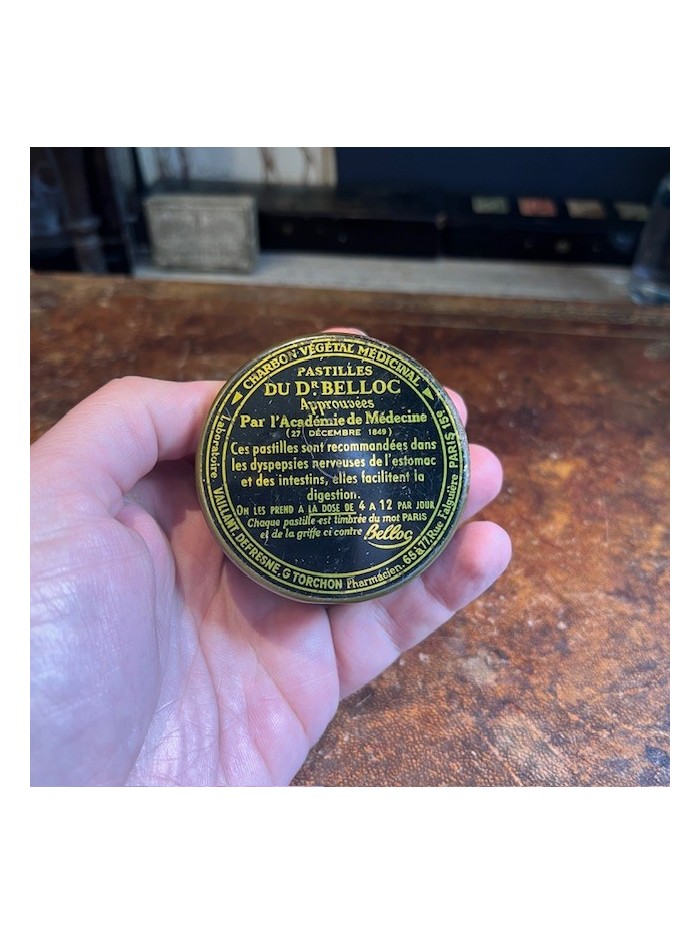 CHARBON VÉGÉTAL MÉDICINAL
PASTILLES
DU DR. BELLOC
Approuvées
Par l'Académie de Médecine
(27 DÉCEMBRE 1849)
Ces pastilles sont recommandées dans
les dyspepsies nerveuses de l'estomac
et des intestins, elles facilitent la
digestion.
ON LES PREND A LA DOSE DE 4 A 12 PAR JOUR
Chaque pastille est timbrée du mot PARIS
et de la griffe ci contre Belloc
Laboratoire VAILLANT, DEFRESNE, G TORCHON Pharmacien. 65 à 77, Rue Falguière PARIS 15e